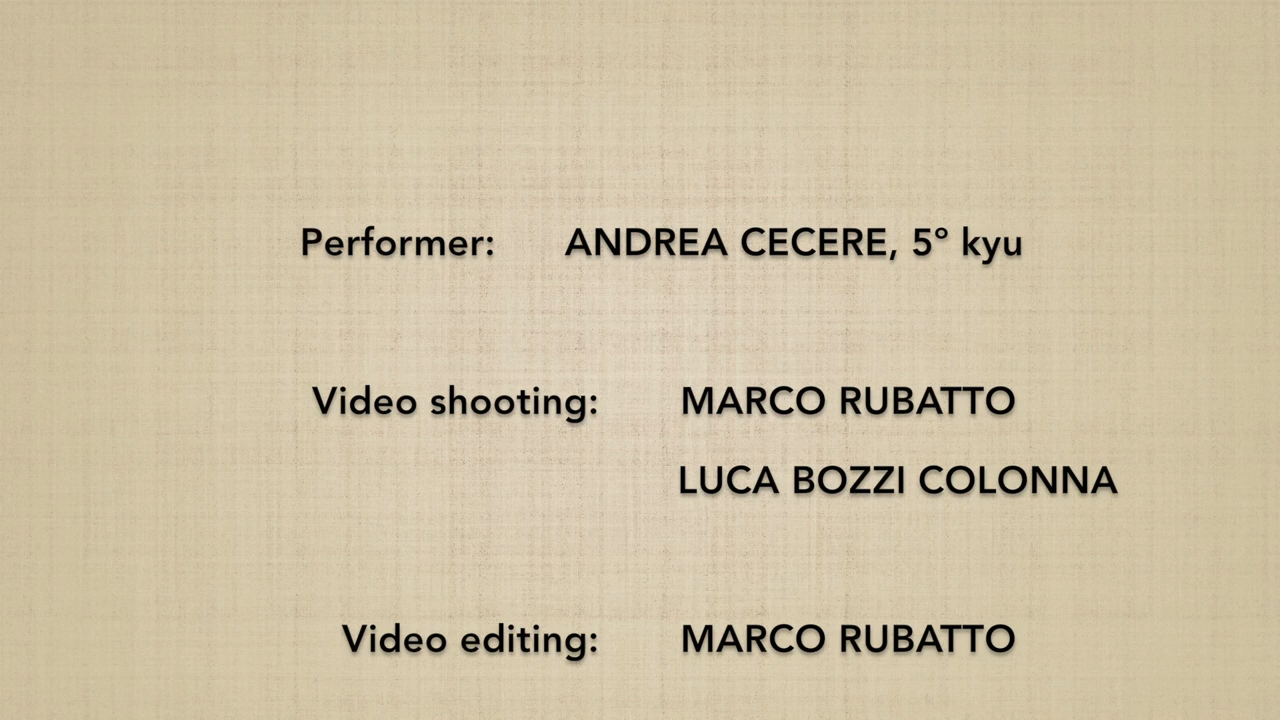 Performer: ANDREA CECERE, 5° kyu
Video shooting: MARCO RUBATTO
LUCA BOZZI COLONNA
Video editing: MARCO RUBATTO